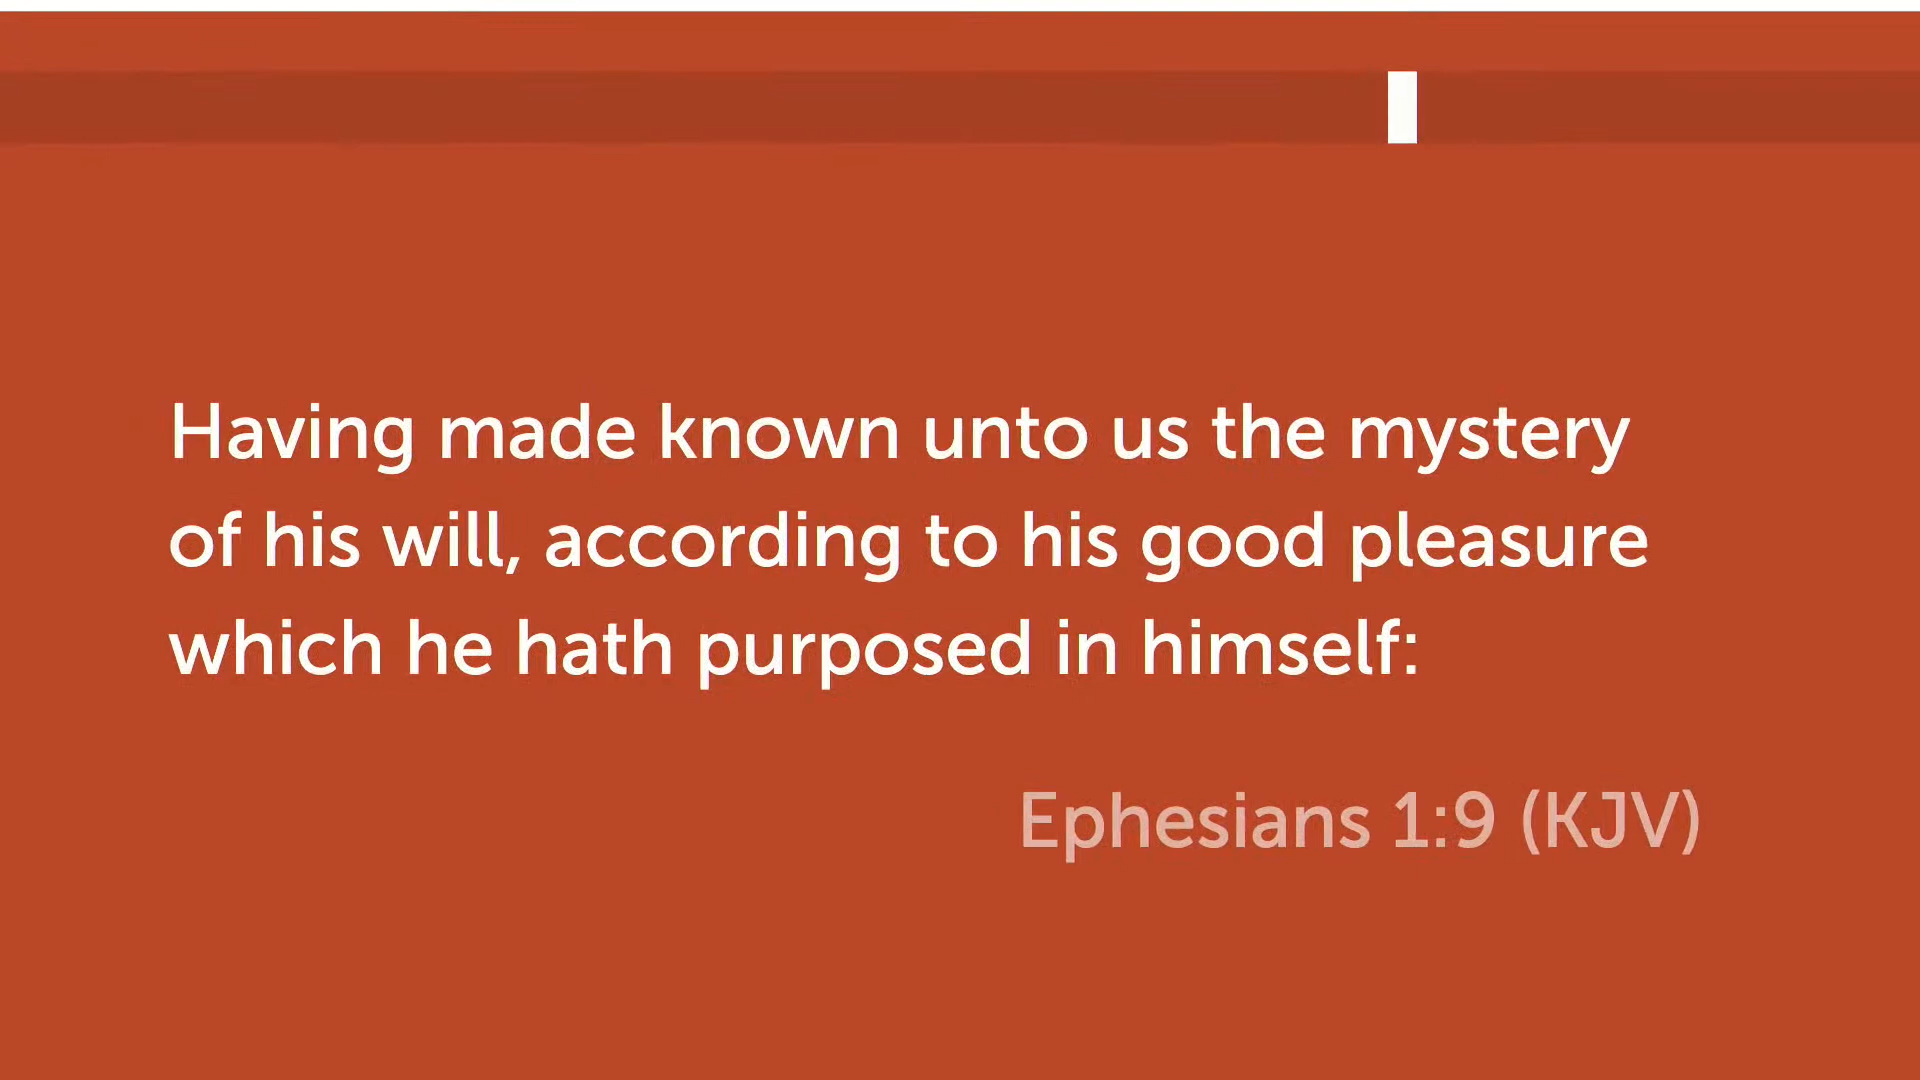 Having made known unto us the mystery
of his will, according to his good pleasure
which he hath purposed in himself:
Ephesians 1:9 (KJV)